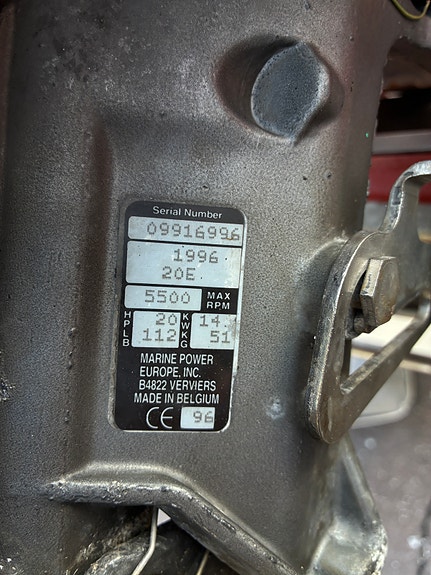 Serial Number
09916996
1996
20E
5500 MAX RPM
HP 20 KW 14.
LB 112 KG 51
MARINE POWER
EUROPE, INC.
B4822 VERVIERS
MADE IN BELGIUM
CE 96